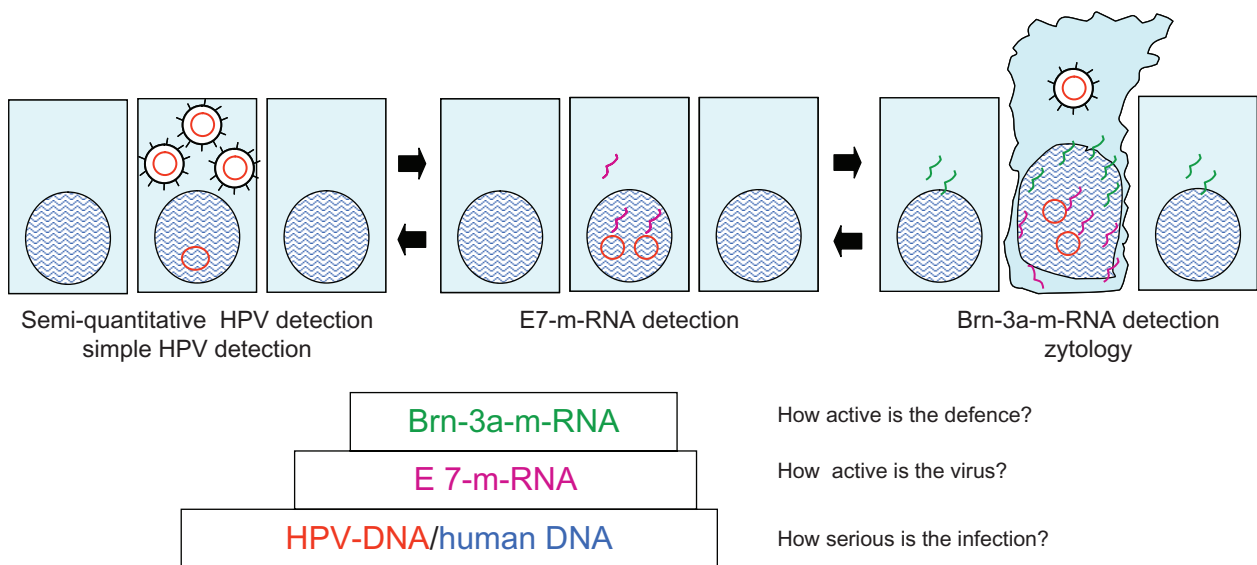 Semi-quantitative HPV detection
simple HPV detection
E7-m-RNA detection
Brn-3a-m-RNA detection
zytology
Brn-3a-m-RNA
How active is the defence?
E 7-m-RNA
How active is the virus?
HPV-DNA/human DNA
How serious is the infection?